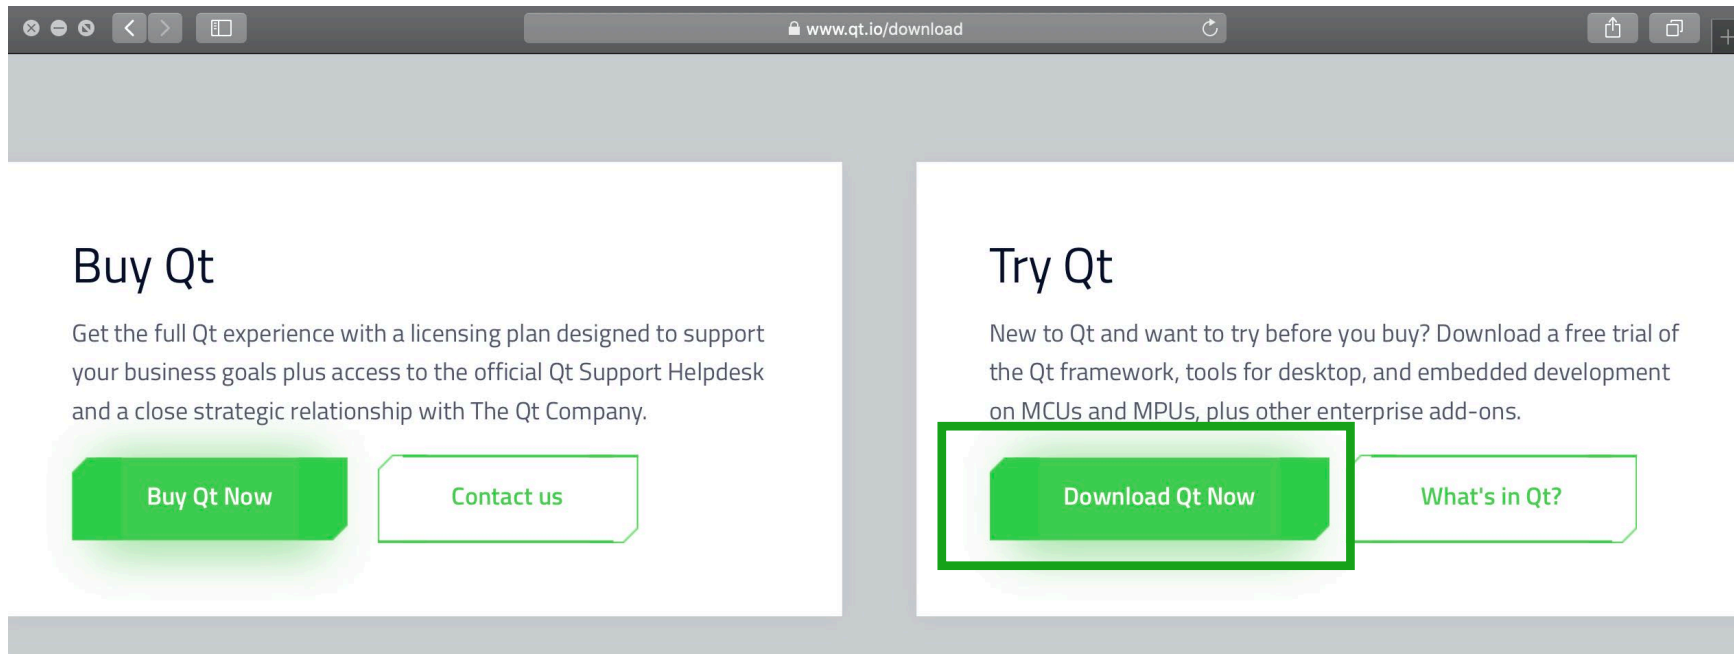 www.qt.io/download
Buy Qt
Get the full Qt experience with a licensing plan designed to support
your business goals plus access to the official Qt Support Helpdesk
and a close strategic relationship with The Qt Company.
Buy Qt Now
Contact us
Try Qt
New to Qt and want to try before you buy? Download a free trial of
the Qt framework, tools for desktop, and embedded development
on MCUs and MPUs, plus other enterprise add-ons.
Download Qt Now
What's in Qt?